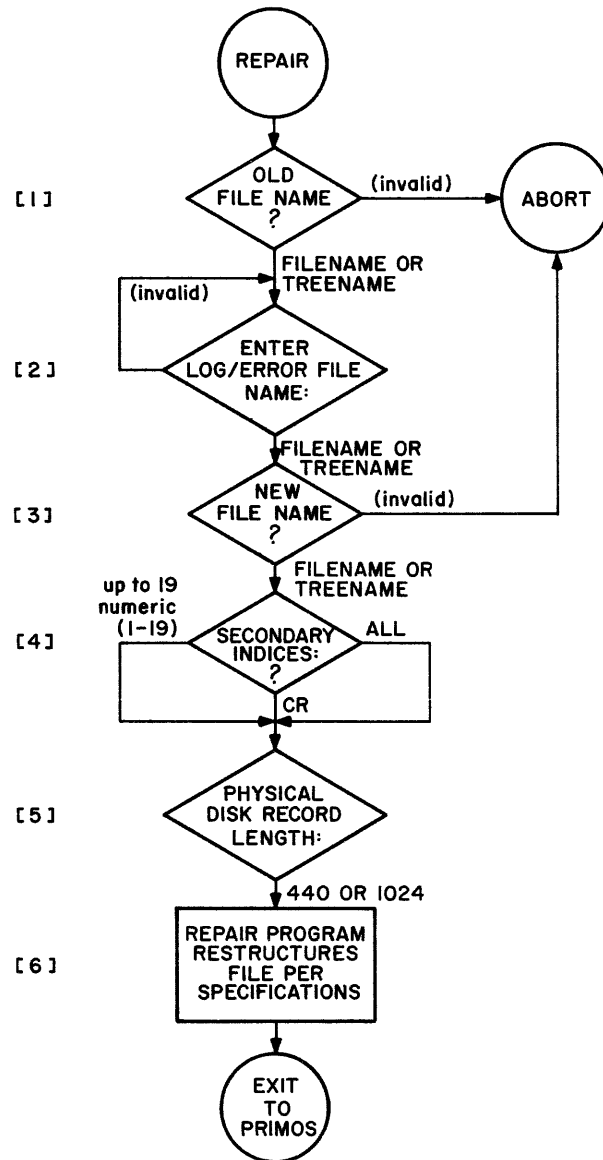 REPAIR
[1]
OLD
FILE NAME
?
(invalid)
ABORT
FILENAME OR
TREENAME
(invalid)
[2]
ENTER
LOG/ERROR FILE
NAME:
FILENAME OR
TREENAME
[3]
NEW
FILE NAME
?
(invalid)
FILENAME OR
TREENAME
up to 19
numeric
(1-19)
[4]
SECONDARY
INDICES:
?
ALL
CR
[5]
PHYSICAL
DISK RECORD
LENGTH:
440 OR 1024
[6]
REPAIR PROGRAM
RESTRUCTURES
FILE PER
SPECIFICATIONS
EXIT
TO
PRIMOS